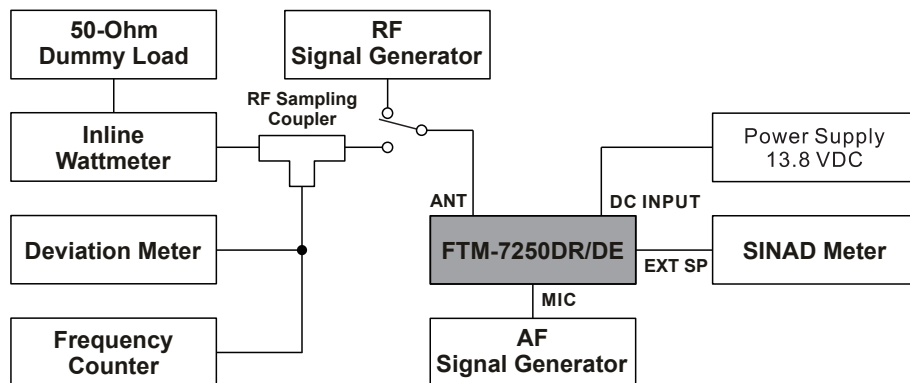 50-Ohm
Dummy Load
RF
Signal Generator
RF Sampling
Coupler
Inline
Wattmeter
Power Supply
13.8 VDC
ANT
DC INPUT
Deviation Meter
FTM-7250DR/DE
EXT SP
SINAD Meter
MIC
Frequency
Counter
AF
Signal Generator